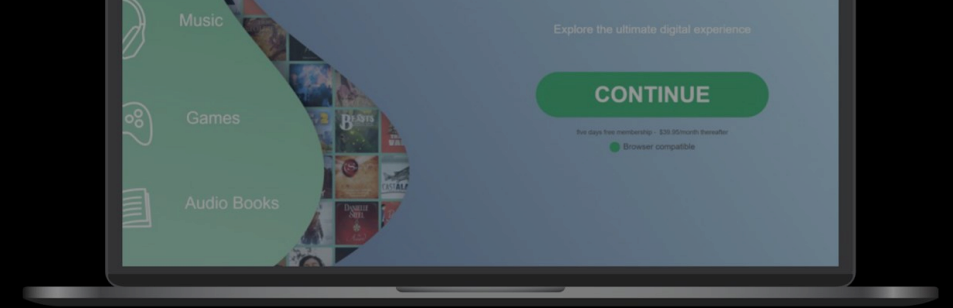 Music
Explore the ultimate digital experience
CONTINUE
Games
five days free membership - $39.95/month thereafter
Browser compatible
Audio Books
DANIELLE